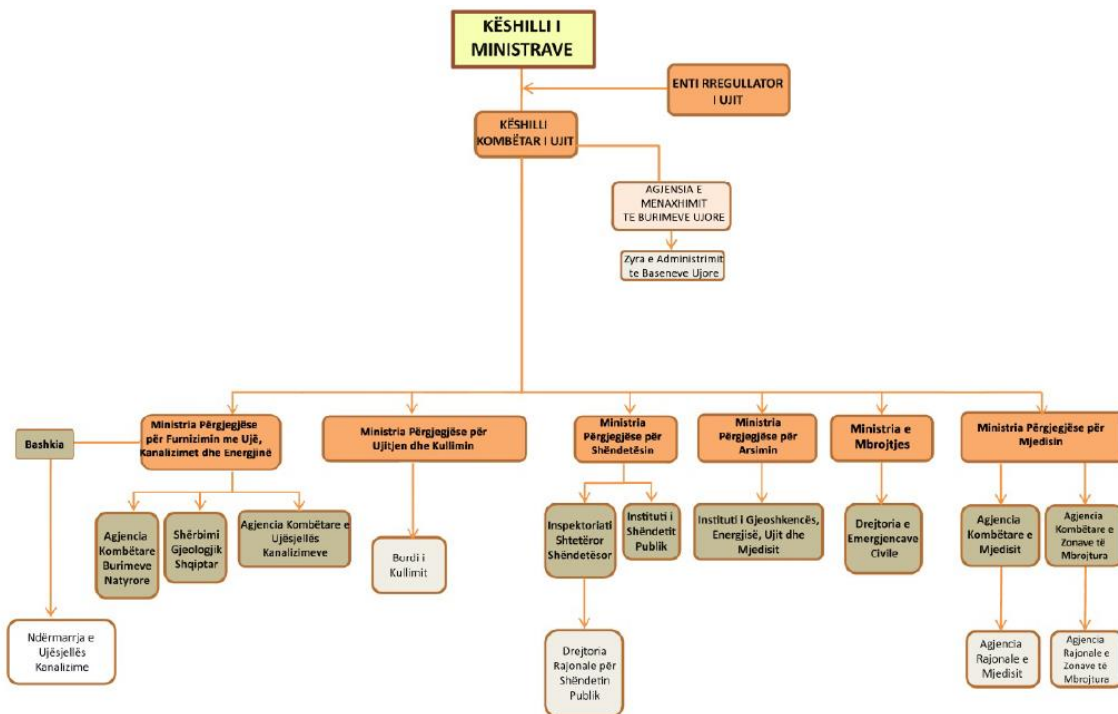 KËSHILLI I
MINISTRAVE
ENTI RREGULLATOR
I UJIT
KËSHILLI
KOMBËTAR I UJIT
AGJENSIA E
MENAXHIMIT
TE BURIMEVE UJORE
Zyra e Administrimit
te Baseneve Ujore
Bashkia
Ministria Përgjegjëse
për Furnizimin me Ujë,
Kanalizimet dhe Energjinë
Ministria Përgjegjëse për
Ujitjen dhe Kullimin
Ministria
Përgjegjëse për
Shëndetësin
Ministria
Përgjegjëse për
Arsimin
Ministria e
Mbrojtjes
Ministria Përgjegjëse për
Mjedisin
Agjencia
Kombëtare
Burimeve
Natyrore
Shërbimi
Gjeologjik
Shqiptar
Agjencia Kombëtare e
Ujësjellës
Kanalizimeve
Bordi i
Kullimit
Inspektoriati
Shtetëror
Shëndetësor
Instituti i
Shëndetit
Publik
Instituti i Gjeoshkencës,
Energjisë, Ujit dhe
Mjedisit
Drejtoria e
Emergjencave
Civile
Agjencia
Kombëtare e
Mjedisit
Agjencia
Kombëtare e
Zonave të
Mbrojtura
Ndërmarrja e
Ujësjellës
Kanalizime
Drejtoria
Rajonale për
Shëndetin
Publik
Agjencia
Rajonale e
Mjedisit
Agjencia
Rajonale e
Zonave të
Mbrojtura